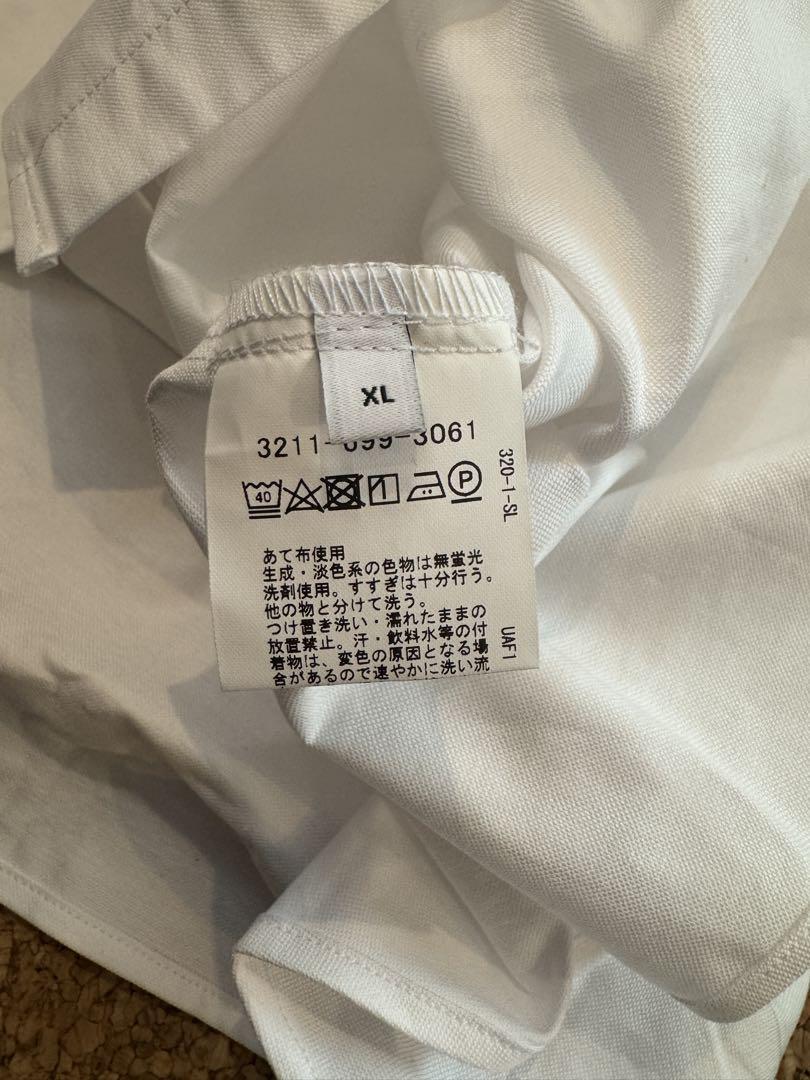 XL
3211-099-3061
40
P
320-1-SL
あて布使用
生成・淡色系の色物は無蛍光
洗剤使用。すすぎは十分行う。
他の物と分けて洗う。
つけ置き洗い・濡れたままの
放置禁止。汗・飲料水等の付
着物は、変色の原因となる場
合があるので速やかに洗い流
UAF1